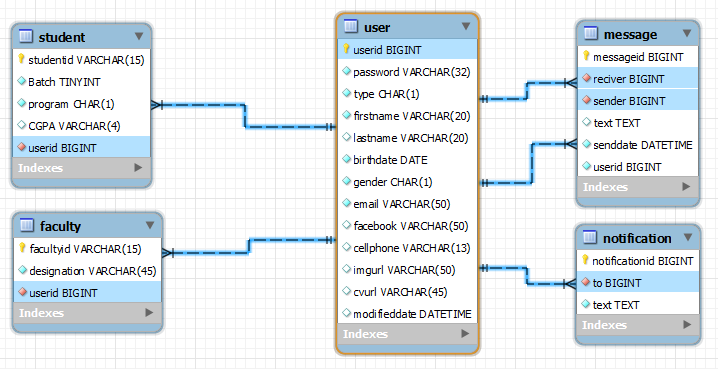 student
studentid VARCHAR(15)
Batch TINYINT
program CHAR(1)
CGPA VARCHAR(4)
userid BIGINT
Indexes
faculty
facultyid VARCHAR(15)
designation VARCHAR(45)
userid BIGINT
Indexes
user
userid BIGINT
password VARCHAR(32)
type CHAR(1)
firstname VARCHAR(20)
lastname VARCHAR(20)
birthdate DATE
gender CHAR(1)
email VARCHAR(50)
facebook VARCHAR(50)
cellphone VARCHAR(13)
imgurl VARCHAR(50)
cvurl VARCHAR(45)
modifieddate DATETIME
Indexes
message
messageid BIGINT
reciver BIGINT
sender BIGINT
text TEXT
senddate DATETIME
userid BIGINT
Indexes
notification
notificationid BIGINT
to BIGINT
text TEXT
Indexes